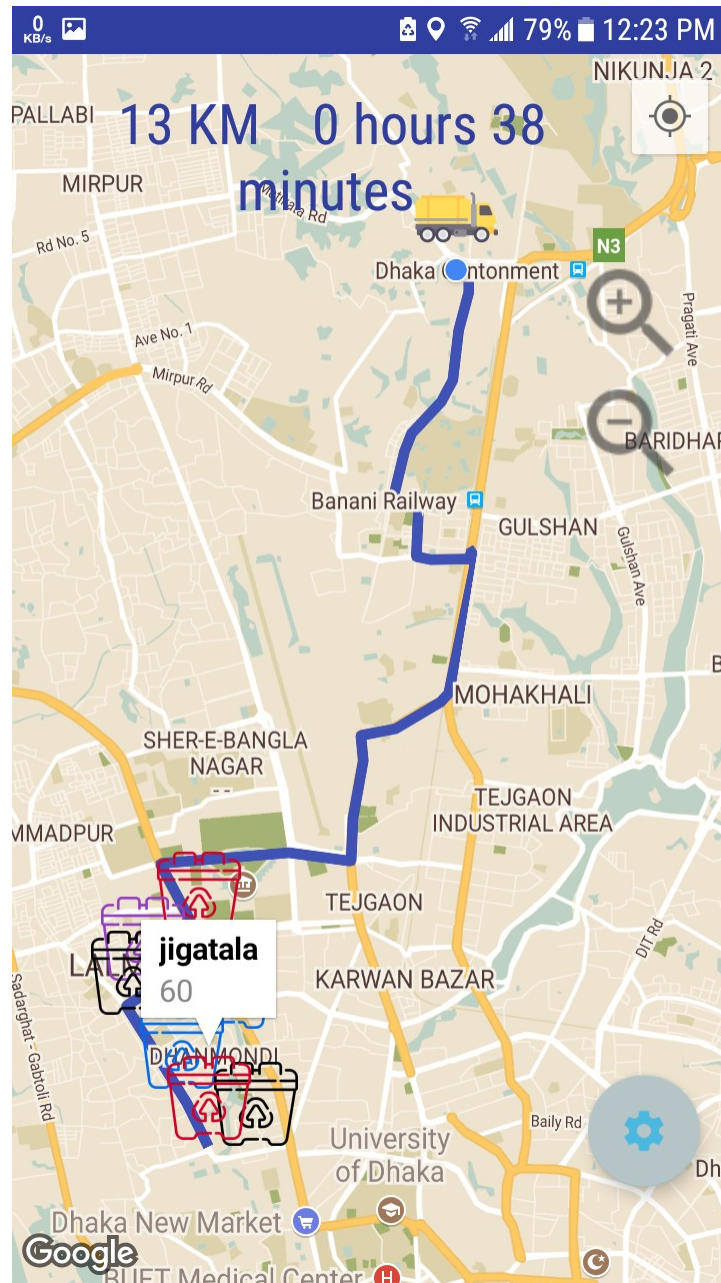 0
KB/s
79% 12:23 PM
NIKUNJA 2
PALLABI
13 KM 0 hours 38
minutes
MIRPUR
Rd No. 5
N3
Dhaka ntonment
Pragati Ave
Ave No. 1
Mirpur Rd
BARIDHAR
Banani Railway
GULSHAN
Gulshan Ave
MOHAKHALI
SHER-E-BANGLA
NAGAR
TEJGAON
INDUSTRIAL AREA
MMADPUR
TEJGAON
DIT Rd
jigatala
60
KARWAN BAZAR
Sadarghat - Gabtoli Rd
DHANMONDI
Baily Rd
University
of Dhaka
Dh
Dhaka New Market
Google
BUET Medical Center
H